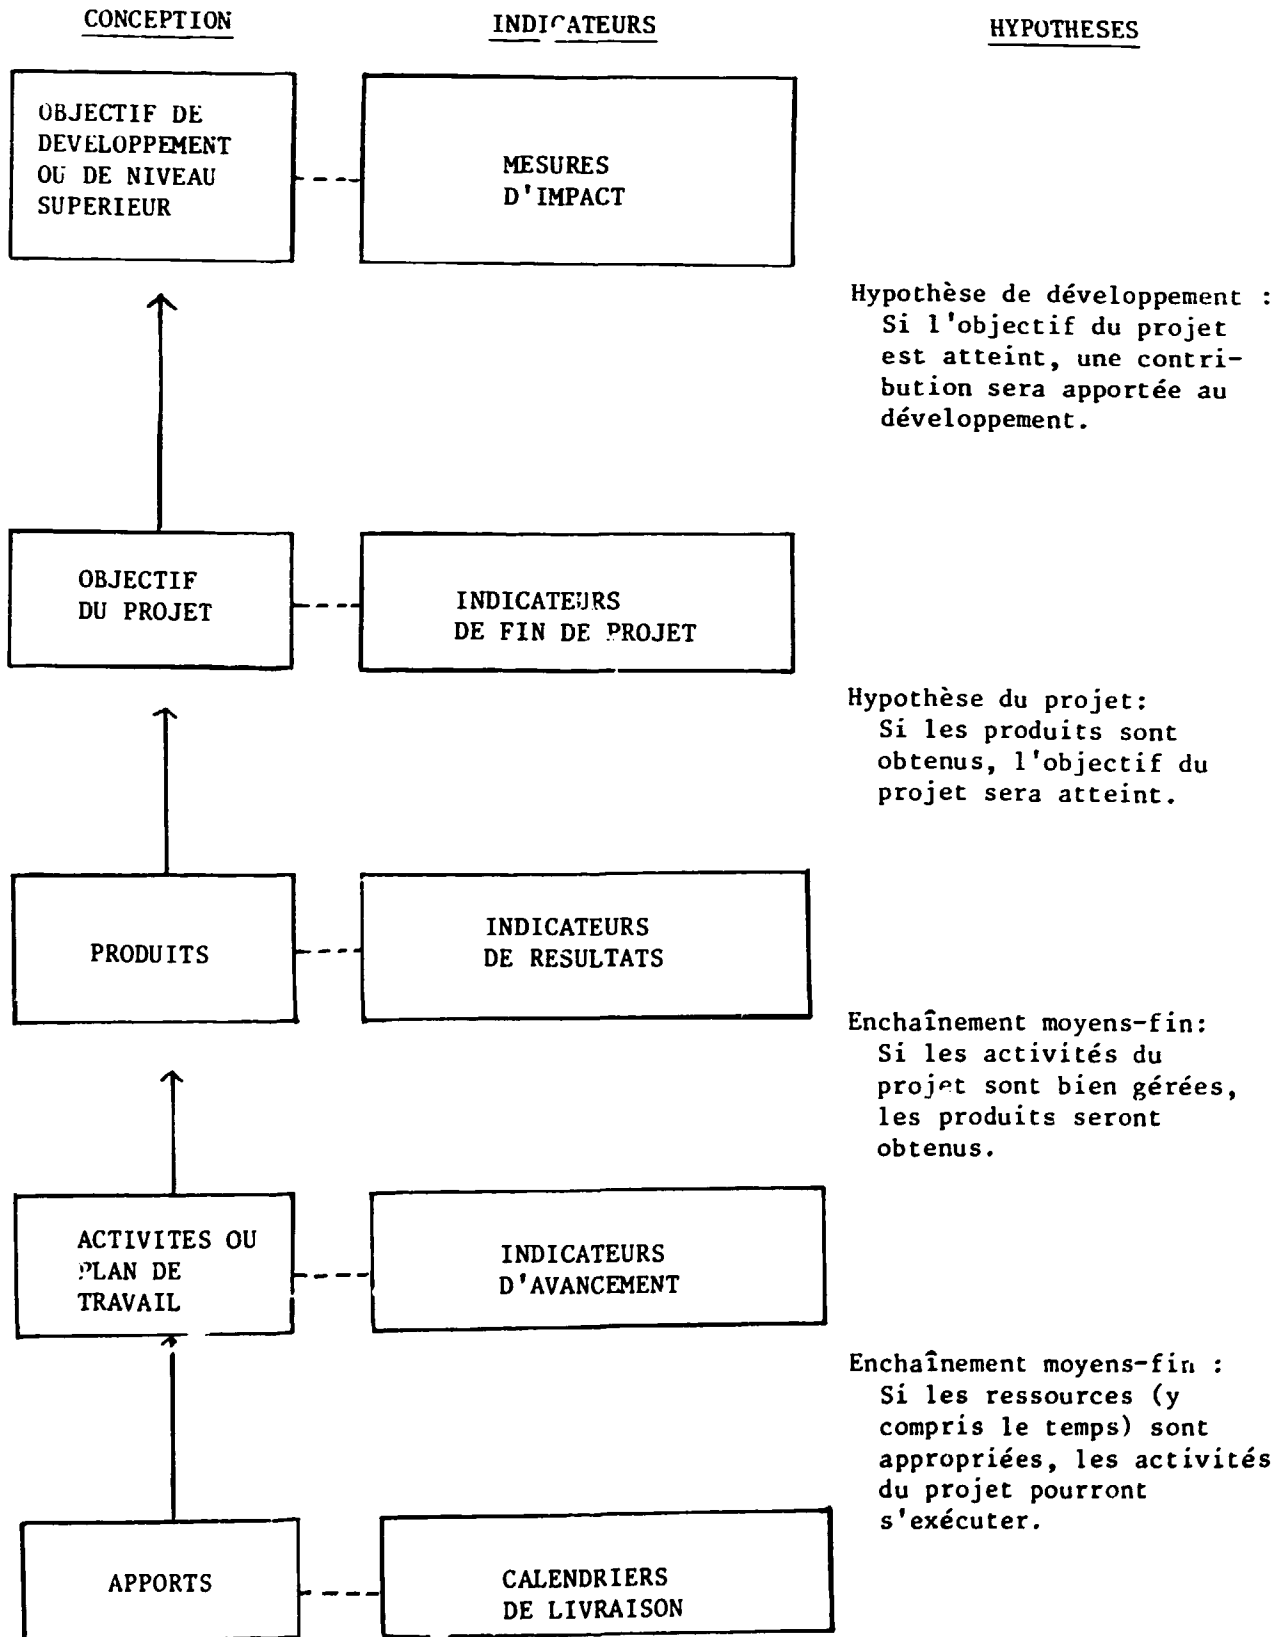 CONCEPTION
INDICATEURS
HYPOTHESES
OBJECTIF DE
DEVELOPPEMENT
OU DE NIVEAU
SUPERIEUR
MESURES
D'IMPACT
Hypothèse de développement :
Si l'objectif du projet
est atteint, une contri-
bution sera apportée au
développement.
OBJECTIF
DU PROJET
INDICATEURS
DE FIN DE PROJET
Hypothèse du projet:
Si les produits sont
obtenus, l'objectif du
projet sera atteint.
PRODUITS
INDICATEURS
DE RESULTATS
Enchaînement moyens-fin:
Si les activités du
projet sont bien gérées,
les produits seront
obtenus.
ACTIVITES OU
PLAN DE
TRAVAIL
INDICATEURS
D'AVANCEMENT
Enchaînement moyens-fin :
Si les ressources (y
compris le temps) sont
appropriées, les activités
du projet pourront
s'exécuter.
APPORTS
CALENDRIERS
DE LIVRAISON